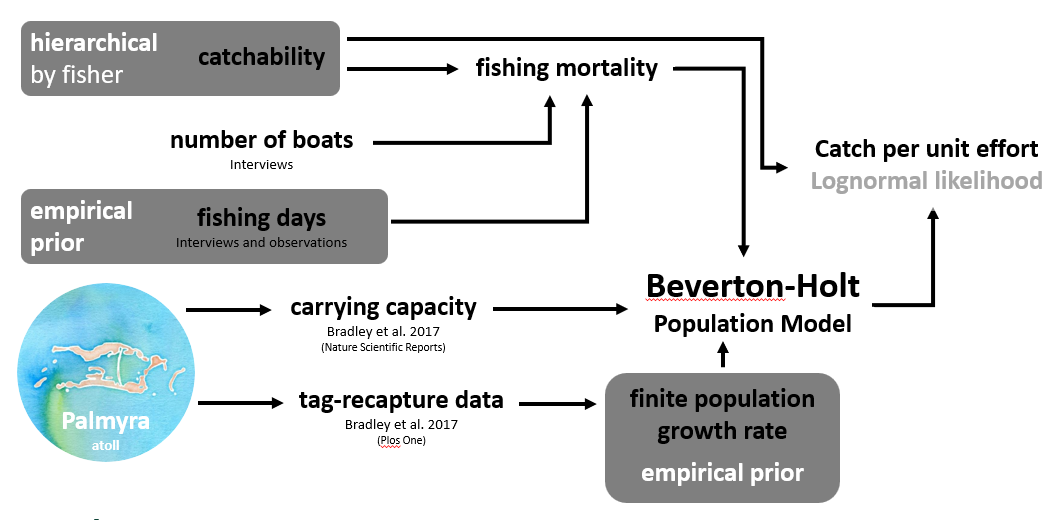 hierarchical
by fisher
catchability
fishing mortality
number of boats
Interviews
Catch per unit effort
Lognormal likelihood
empirical
prior
fishing days
Interviews and observations
carrying capacity
Bradley et al. 2017
(Nature Scientific Reports)
Beverton-Holt
Population Model
Palmyra
atoll
tag-recapture data
Bradley et al. 2017
(Plos One)
finite population
growth rate
empirical prior